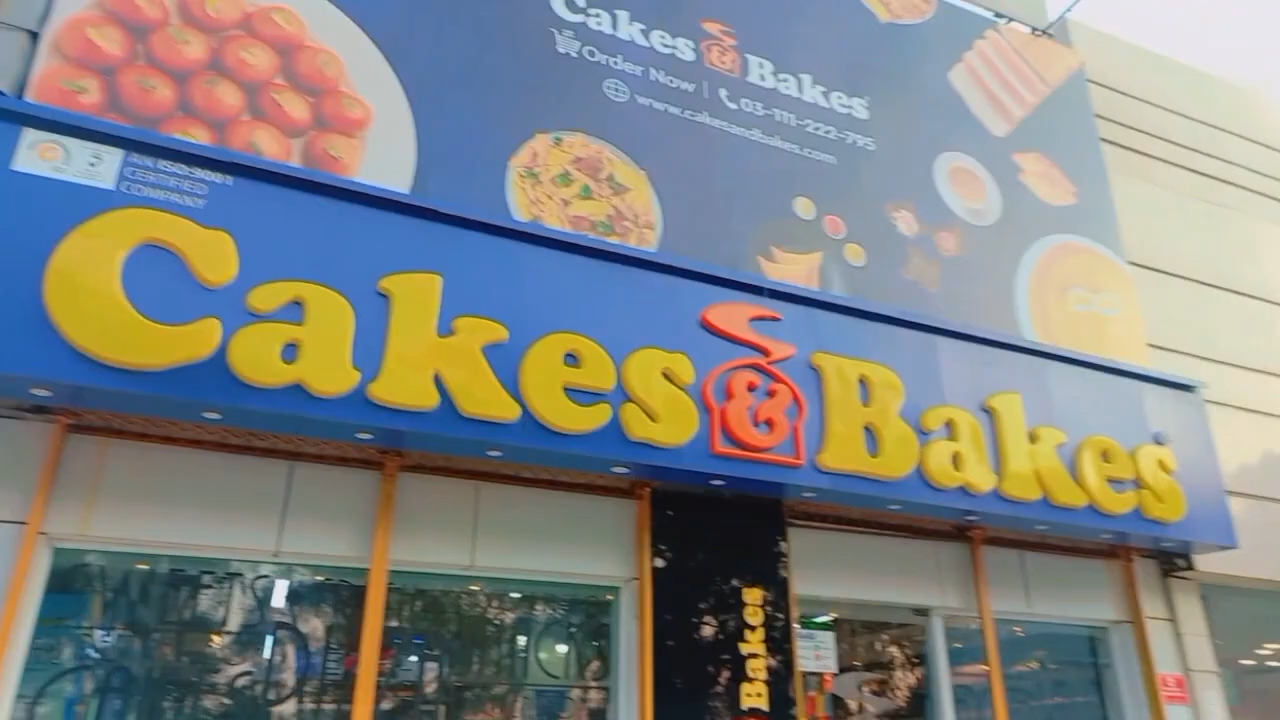 Cakes & Bakes
Order Now | 03-111-222-795
www.cakesandbakes.com
AN ISO:9001
CERTIFIED
COMPANY
Cakes & Bakes
Bakes